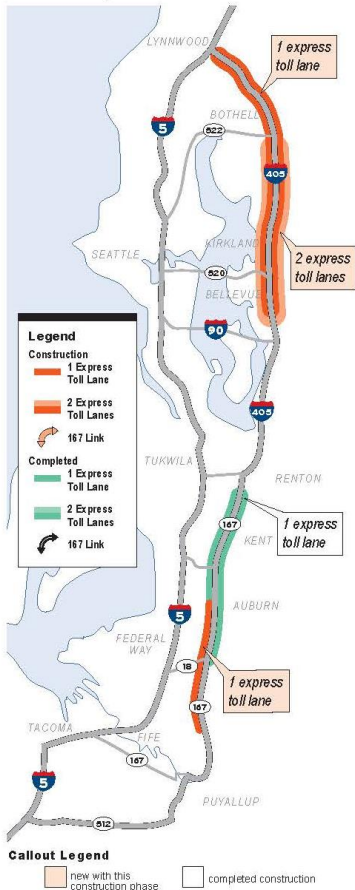 LYNNWOOD
1 express
toll lane
BOTHELL
5
522
405
KIRKLAND
2 express
toll lanes
SEATTLE
520
BELLEVUE
90
Legend
Construction
1 Express
Toll Lane
2 Express
Toll Lanes
167 Link
Completed
1 Express
Toll Lane
2 Express
Toll Lanes
167 Link
405
TUKWILA
RENTON
167
1 express
toll lane
KENT
AUBURN
5
FEDERAL
WAY
18
1 express
toll lane
167
TACOMA
FIFE
167
5
PUYALLUP
512
Callout Legend
new with this
construction phase
completed construction